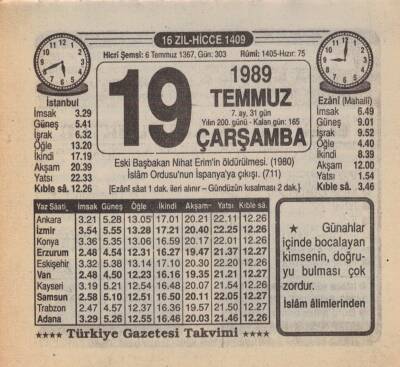 16 ZIL-HİCCE 1409
Hicrî Şemsî: 6 Temmuz 1367, Gün: 303
Rûmî: 1405-Hızır: 75
19
1989
TEMMUZ
7. ay, 31 gün
Yılın 200. günü - Kalan gün: 165
ÇARŞAMBA
Eski Başbakan Nihat Erim'in öldürülmesi. (1980)
İslâm Ordusu'nun İspanya'ya çıkışı. (711)
[Ezânî sâat 1 dak. ileri alınır – Gündüzün kısalması 2 dak.]
İstanbul
İmsak 3.29
Güneş 5.41
İşrak 6.32
Öğle 13.20
İkindi 17.19
Akşam 20.39
Yatsı 22.33
Kıble sâ. 12.26
Ezânî (Mahallî)
İmsak 6.49
Güneş 9.01
İşrak 9.52
Öğle 4.40
İkindi 8.39
Akşam 12.00
Yatsı 1.54
Kıble sâ. 3.46
Yaz Sâati İmsak Güneş Öğle İkindi Akşam Yatsı Kıble sâ.
Ankara 3.21 5.28 13.05 17.01 20.21 22.11 12.26
İzmir 3.54 5.55 13.28 17.21 20.40 22.25 12.26
Konya 3.36 5.35 13.06 16.59 20.17 22.01 12.26
Erzurum 2.48 4.54 12.31 16.27 19.47 21.37 12.27
Eskişehir 3.32 5.38 13.14 17.10 20.30 22.20 12.26
Van 2.48 4.50 12.23 16.16 19.35 21.21 12.27
Kayseri 3.19 5.21 12.54 16.48 20.07 21.54 12.26
Samsun 2.58 5.10 12.51 16.50 20.11 22.05 12.27
Trabzon 2.47 4.57 12.37 16.36 19.57 21.50 12.27
Adana 3.29 5.26 12.55 16.46 20.03 21.46 12.26
★ Günahlar
içinde bocalayan
kimsenin, doğru-
yu bulması çok
zordur.
İslâm âlimlerinden
★★★★ Türkiye Gazetesi Takvimi ★★★★